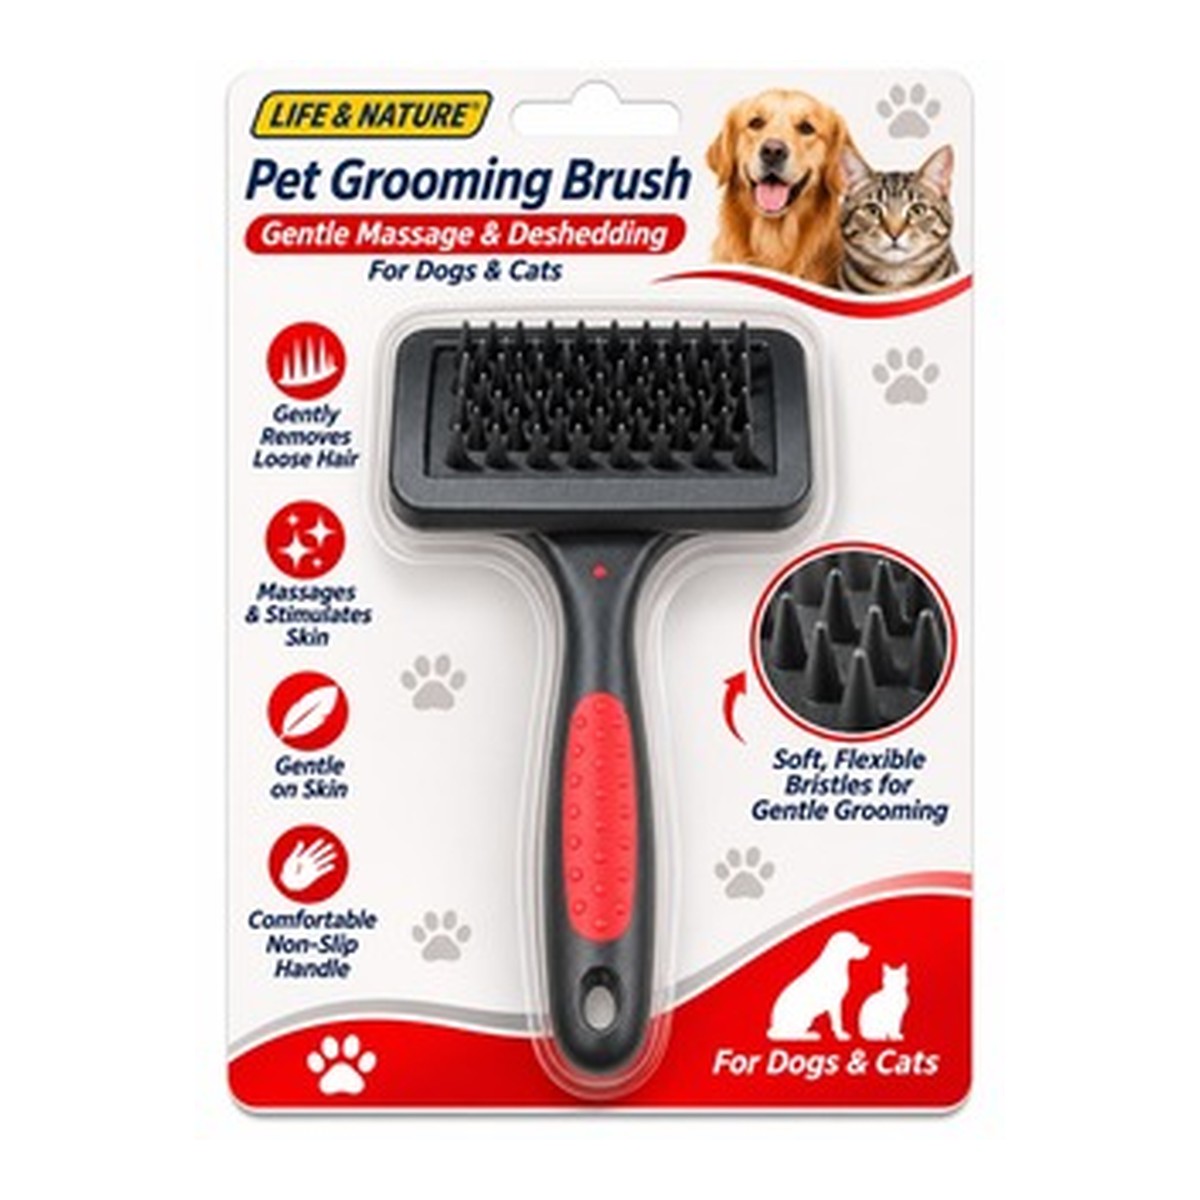 LIFE & NATURE®
Pet Grooming Brush
Gentle Massage & Deshedding
For Dogs & Cats
Gently
Removes
Loose Hair
Massages
& Stimulates
Skin
Gentle
on Skin
Comfortable
Non-Slip
Handle
Soft, Flexible
Bristles for
Gentle Grooming
For Dogs & Cats